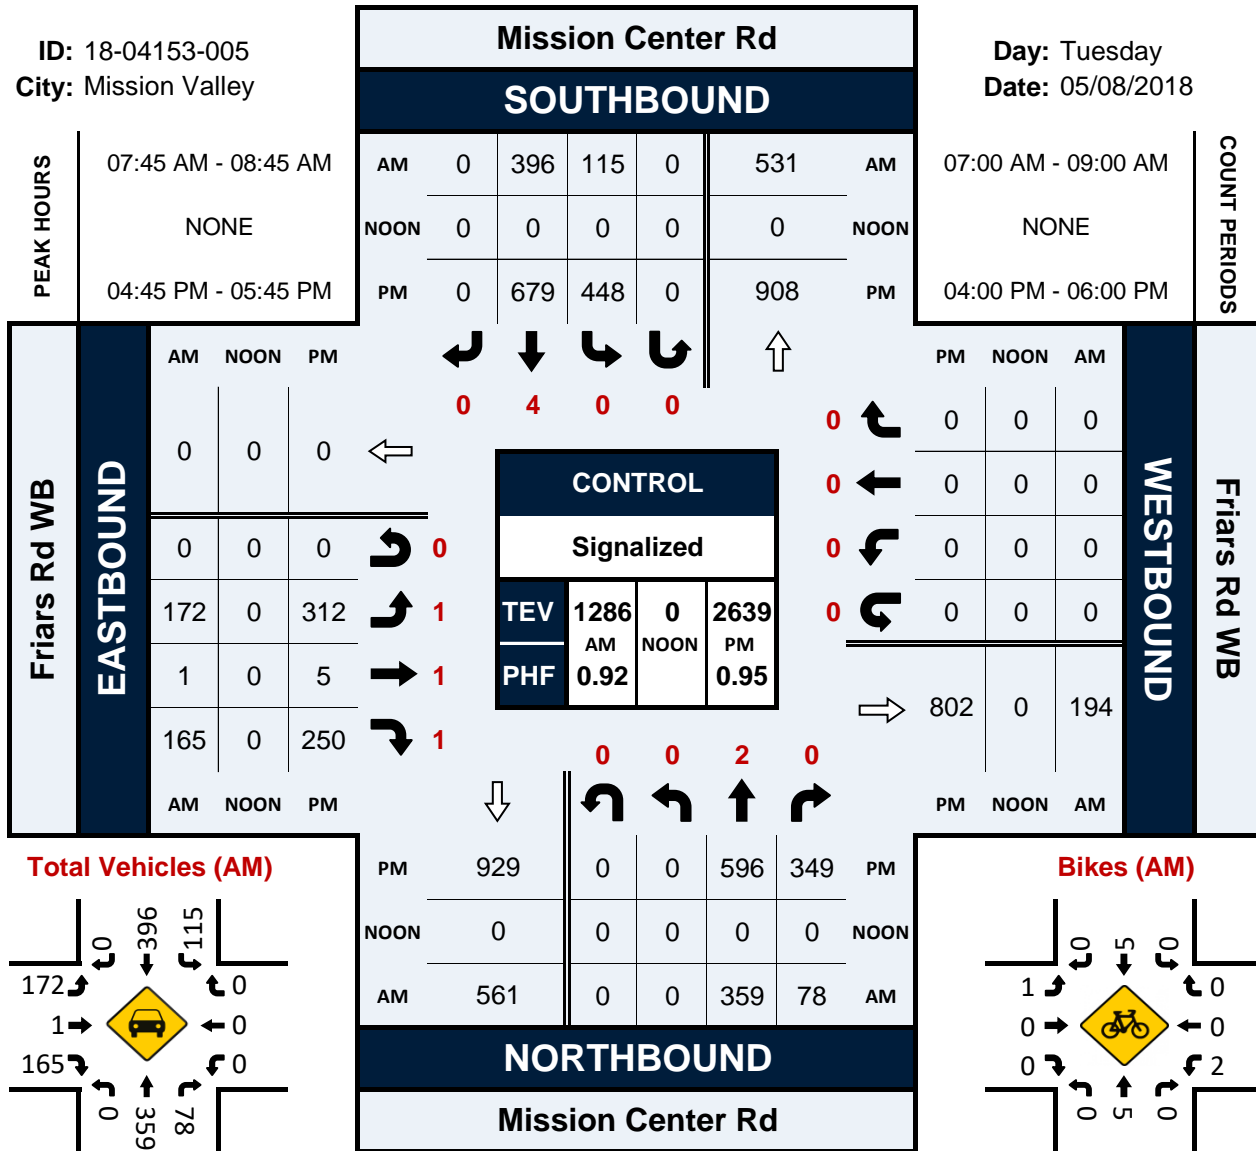 ID: 18-04153-005
City: Mission Valley
Mission Center Rd
SOUTHBOUND
Day: Tuesday
Date: 05/08/2018
PEAK HOURS
07:45 AM - 08:45 AM
NONE
04:45 PM - 05:45 PM
AM 0 396 115 0 531 AM
NOON 0 0 0 0 0 NOON
PM 0 679 448 0 908 PM
07:00 AM - 09:00 AM
NONE
04:00 PM - 06:00 PM
COUNT PERIODS
0 4 0 0
Friars Rd WB
EASTBOUND
AM NOON PM
0 0 0
0 0 0 0
172 0 312 1
1 0 5 1
165 0 250 1
AM NOON PM
CONTROL
Signalized
TEV 1286 0 2639
AM NOON PM
PHF 0.92 0.95
PM NOON AM
0 0 0 0
0 0 0 0
0 0 0 0
0 0 0 0
802 0 194
PM NOON AM
WESTBOUND
Friars Rd WB
0 0 2 0
PM 929 0 0 596 349 PM
NOON 0 0 0 0 0 NOON
AM 561 0 0 359 78 AM
NORTHBOUND
Mission Center Rd
Total Vehicles (AM)
0 396 115
172 0
1 0
165 0
0 359 78
Bikes (AM)
0 5 0
1 0
0 0
0 2
0 5 0